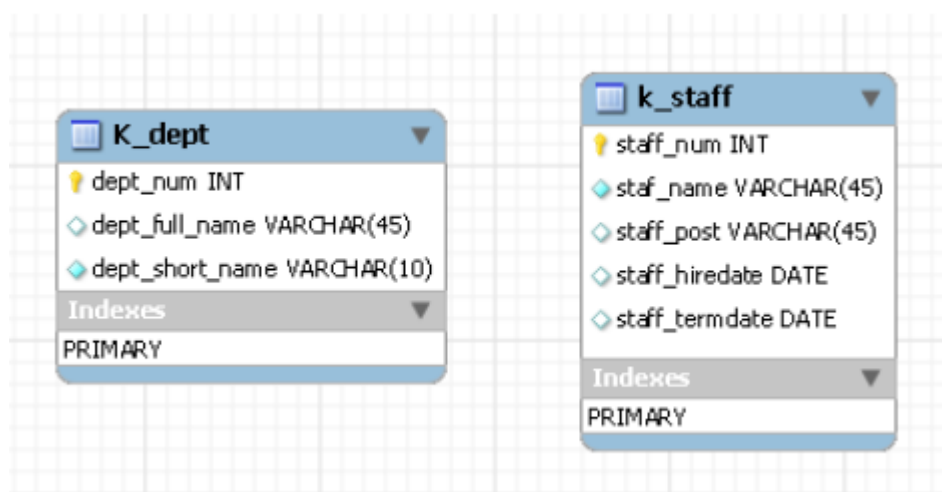 K_dept
dept_num INT
dept_full_name VARCHAR(45)
dept_short_name VARCHAR(10)
Indexes
PRIMARY
k_staff
staff_num INT
staf_name VARCHAR(45)
staff_post VARCHAR(45)
staff_hiredate DATE
staff_termdate DATE
Indexes
PRIMARY